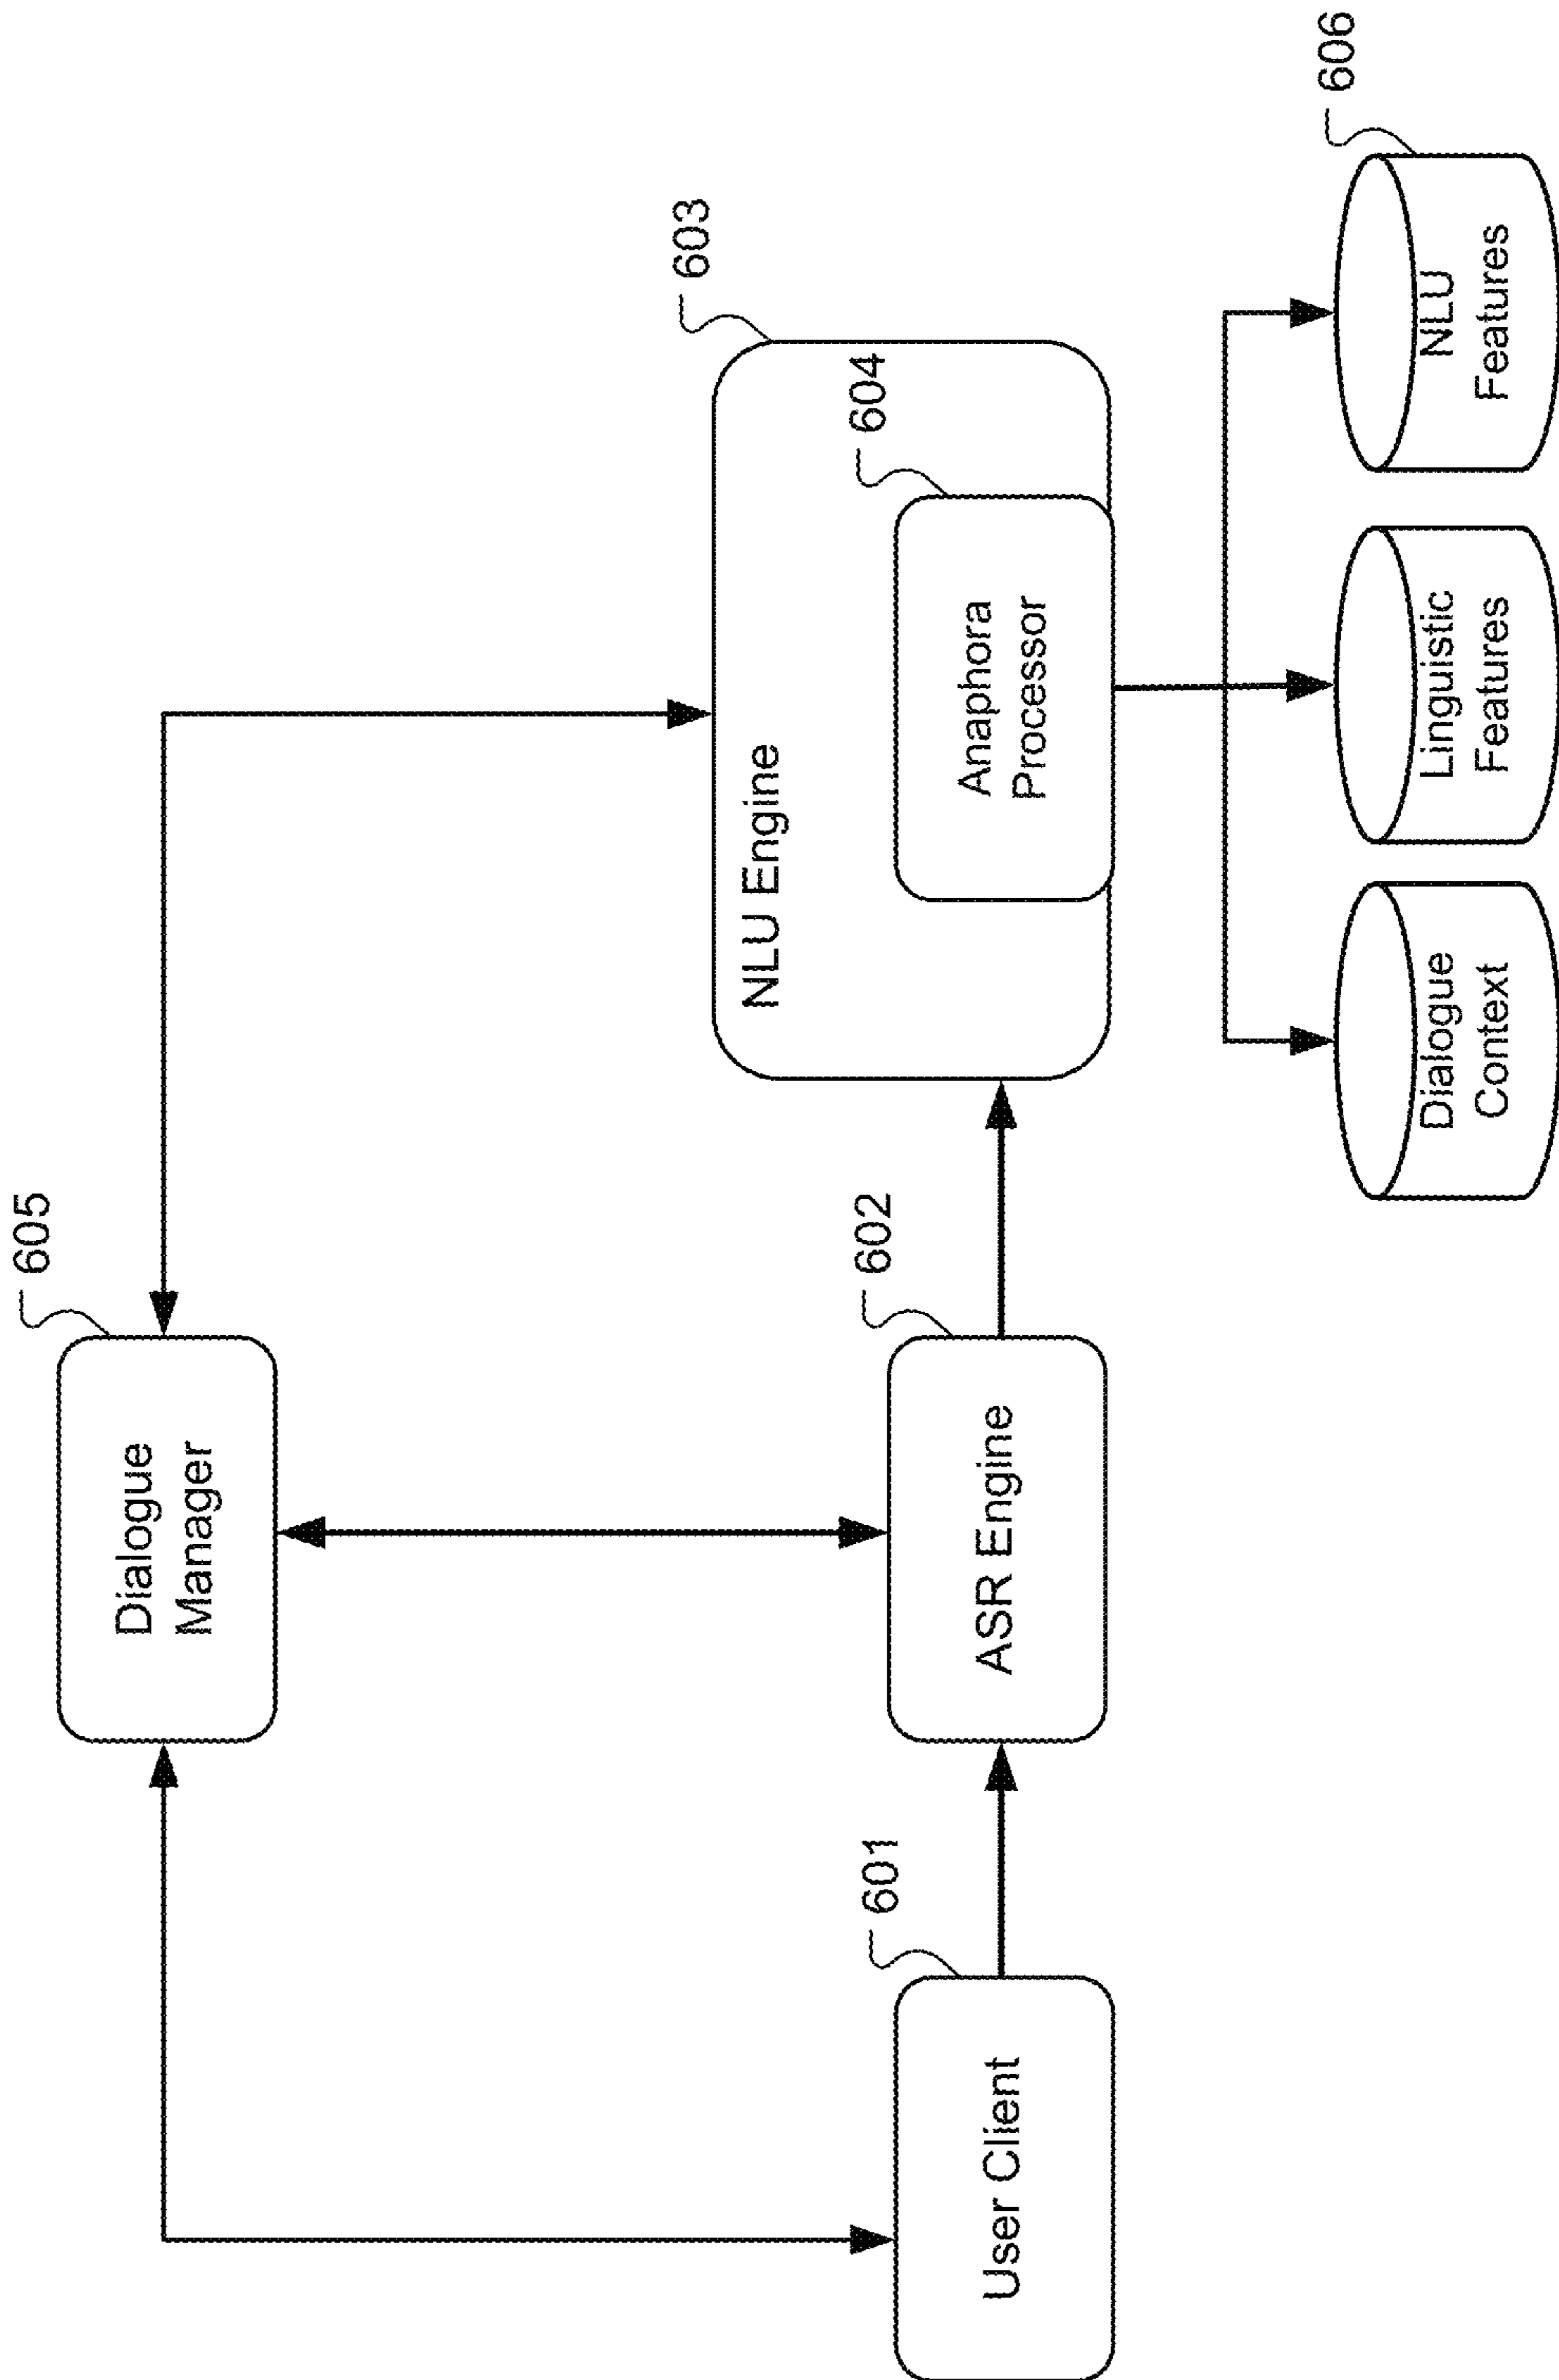 605
Dialogue
Manager
603
NLU Engine
604
Anaphora
Processor
602
ASR Engine
601
User Client
606
Dialogue
Context
Linguistic
Features
NLU
Features